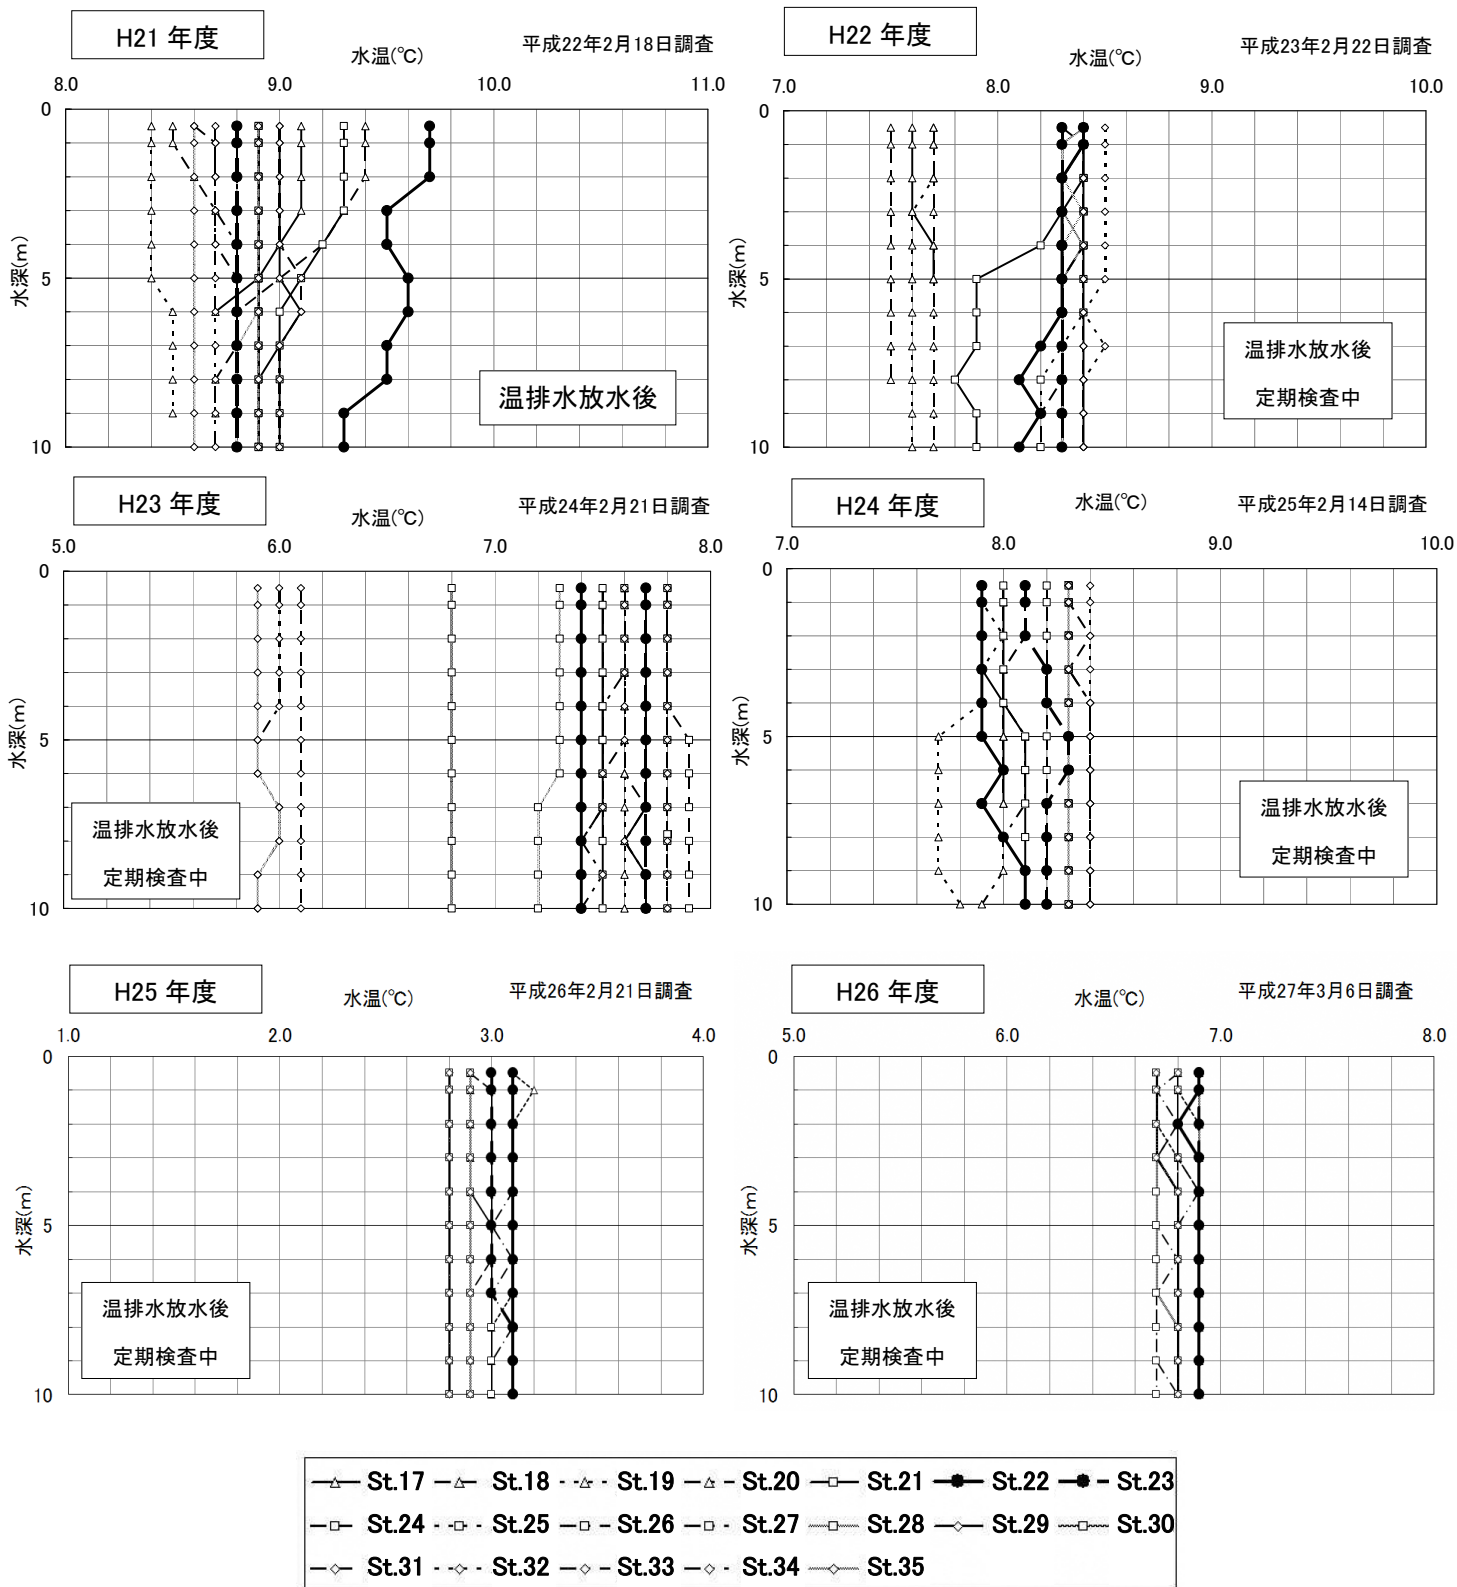 H21 年度
水温(℃)
平成22年2月18日調査
8.0 9.0 10.0 11.0
0
5
10
水深(m)
温排水放水後
H22 年度
水温(℃)
平成23年2月22日調査
7.0 8.0 9.0 10.0
0
5
10
水深(m)
温排水放水後
定期検査中
H23 年度
水温(℃)
平成24年2月21日調査
5.0 6.0 7.0 8.0
0
5
10
水深(m)
温排水放水後
定期検査中
H24 年度
水温(℃)
平成25年2月14日調査
7.0 8.0 9.0 10.0
0
5
10
水深(m)
温排水放水後
定期検査中
H25 年度
水温(℃)
平成26年2月21日調査
1.0 2.0 3.0 4.0
0
5
10
水深(m)
温排水放水後
定期検査中
H26 年度
水温(℃)
平成27年3月6日調査
5.0 6.0 7.0 8.0
0
5
10
水深(m)
温排水放水後
定期検査中
St.17 St.18 St.19 St.20 St.21 St.22 St.23
St.24 St.25 St.26 St.27 St.28 St.29 St.30
St.31 St.32 St.33 St.34 St.35